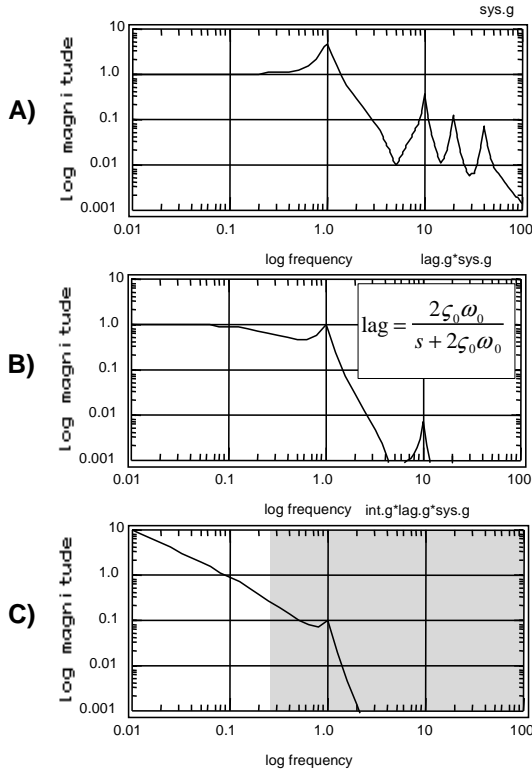 sys.g
A)
log magnitude
10
1.0
0.1
0.01
0.001
0.01 0.1 1.0 10 100
log frequency lag.g*sys.g
B)
log magnitude
10
1.0
0.1
0.01
0.001
lag = 2ς₀ω₀ / s + 2ς₀ω₀
0.01 0.1 1.0 10 100
log frequency int.g*lag.g*sys.g
C)
log magnitude
10
1.0
0.1
0.01
0.001
0.01 0.1 1.0 10 100
log frequency